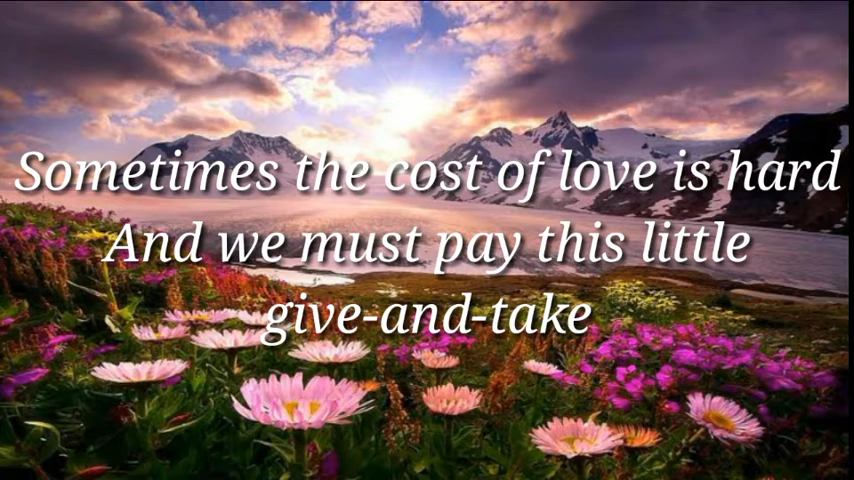 Sometimes the cost of love is hard
And we must pay this little
give-and-take